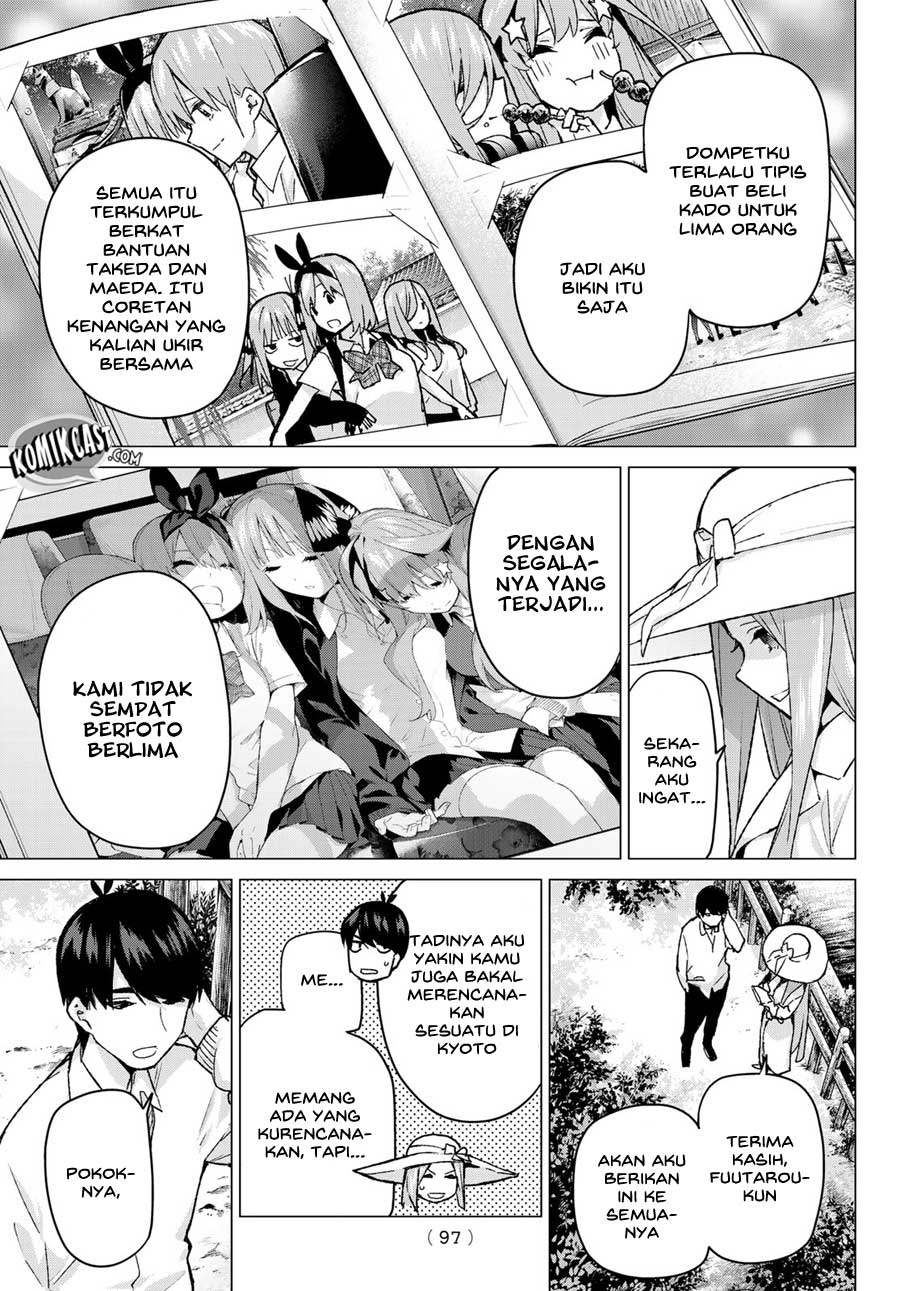 DOMPETKU
TERLALU TIPIS
BUAT BELI
KADO UNTUK
LIMA ORANG
JADI AKU
BIKIN ITU
SAJA
SEMUA ITU
TERKUMPUL
BERKAT
BANTUAN
TAKEDA DAN
MAEDA. ITU
CORETAN
KENANGAN YANG
KALIAN UKIR
BERSAMA
KOMIKCAST
.COM
SEKA-
RANG
AKU
INGAT...
DENGAN
SEGALA-
NYA YANG
TERJADI...
KAMI TIDAK
SEMPAT
BERFOTO
BERLIMA
TERIMA
KASIH,
FUUTAROU-
KUN
AKAN AKU
BERIKAN
INI KE
SEMUA-
NYA
TADINYA AKU
YAKIN KAMU
JUGA BAKAL
MERENCANA-
KAN
SESUATU DI
KYOTO
ME...
MEMANG
ADA YANG
KURENCANA-
KAN, TAPI...
POKOK-
NYA,
( 97 )